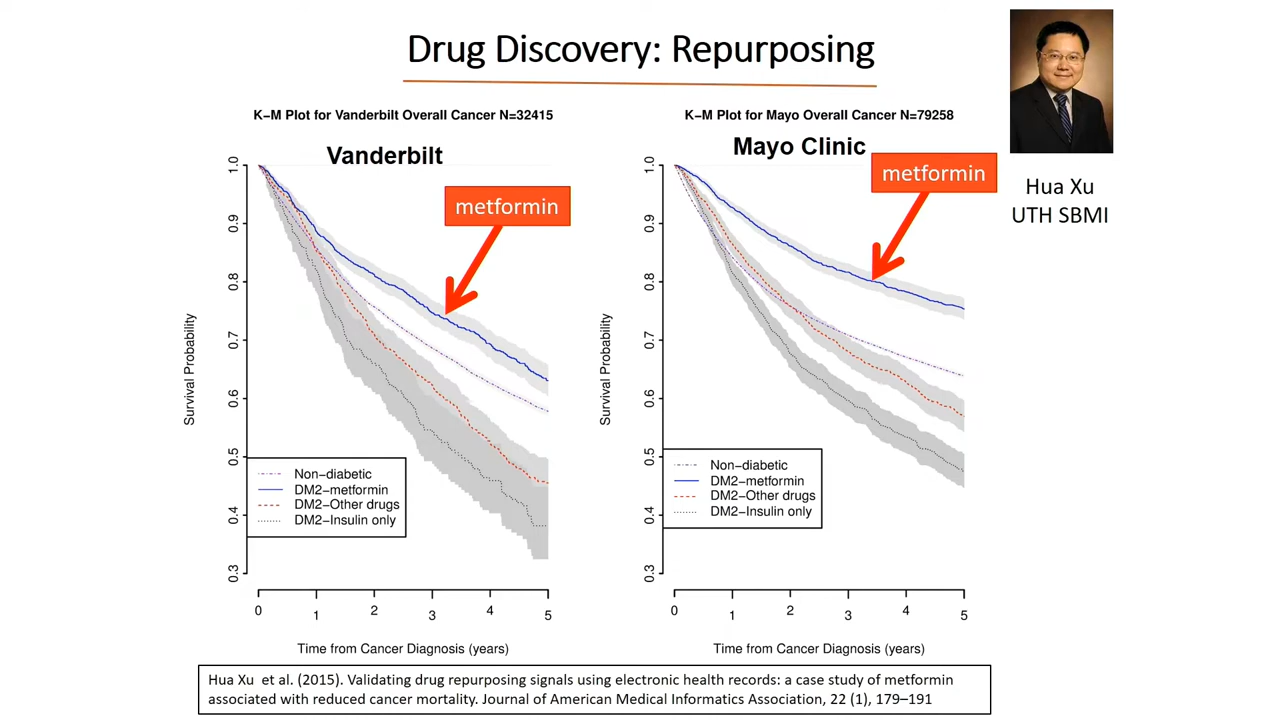 Drug Discovery: Repurposing
K−M Plot for Vanderbilt Overall Cancer N=32415
Vanderbilt
metformin
Survival Probability
1.0
0.9
0.8
0.7
0.6
0.5
0.4
0.3
Non−diabetic
DM2−metformin
DM2−Other drugs
DM2−Insulin only
0 1 2 3 4 5
Time from Cancer Diagnosis (years)
K−M Plot for Mayo Overall Cancer N=79258
Mayo Clinic
metformin
Survival Probability
1.0
0.9
0.8
0.7
0.6
0.5
0.4
0.3
Non−diabetic
DM2−metformin
DM2−Other drugs
DM2−Insulin only
0 1 2 3 4 5
Time from Cancer Diagnosis (years)
Hua Xu
UTH SBMI
Hua Xu et al. (2015). Validating drug repurposing signals using electronic health records: a case study of metformin
associated with reduced cancer mortality. Journal of American Medical Informatics Association, 22 (1), 179–191